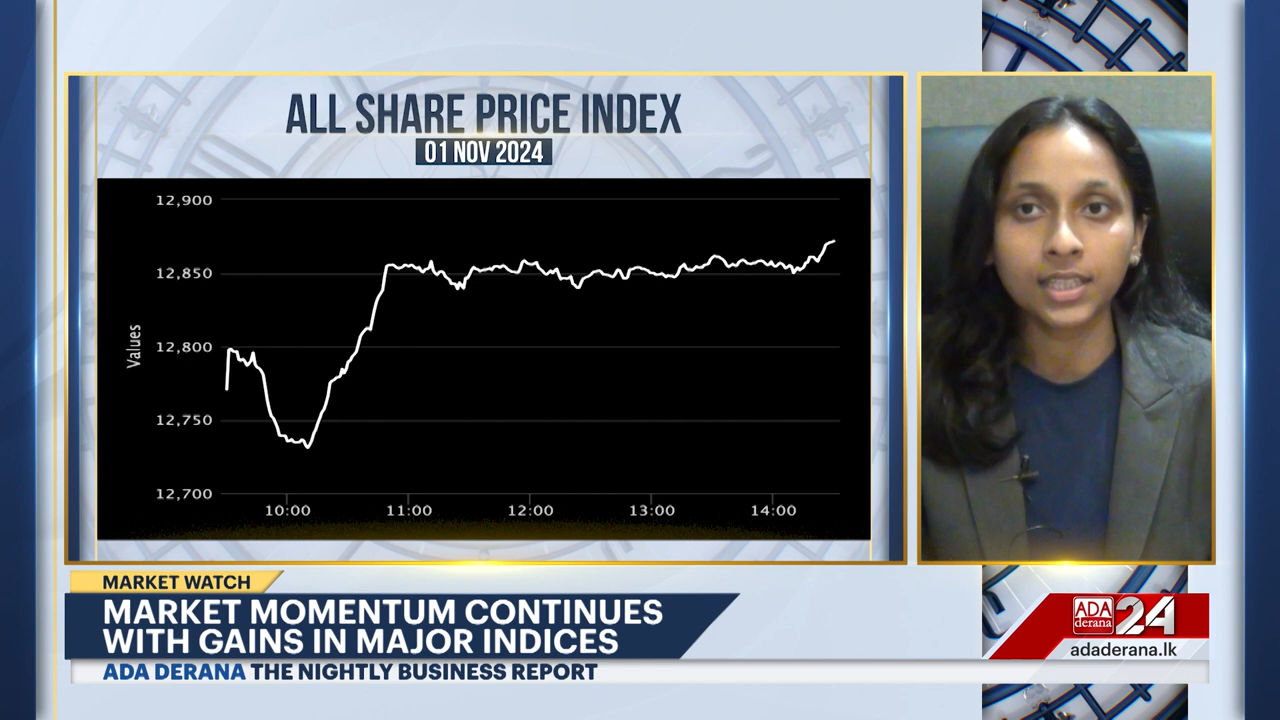 ALL SHARE PRICE INDEX
01 NOV 2024
12,900
12,850
12,800
12,750
12,700
Values
10:00
11:00
12:00
13:00
14:00
MARKET WATCH
MARKET MOMENTUM CONTINUES
WITH GAINS IN MAJOR INDICES
ADA DERANA THE NIGHTLY BUSINESS REPORT
ADA
derana
24
adaderana.lk